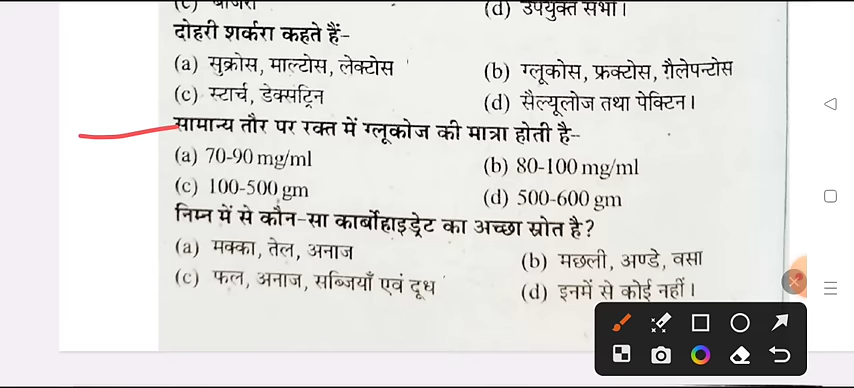 (c) बाजरा
(d) उपयुक्त सभी।
दोहरी शर्करा कहते हैं-
(a) सुक्रोस, माल्टोस, लेक्टोस
(b) ग्लूकोस, फ्रक्टोस, गैलेपन्टोस
(c) स्टार्च, डेक्सट्रिन
(d) सैल्यूलोज तथा पेक्टिन।
सामान्य तौर पर रक्त में ग्लूकोज की मात्रा होती है-
(a) 70-90 mg/ml
(b) 80-100 mg/ml
(c) 100-500 gm
(d) 500-600 gm
निम्न में से कौन-सा कार्बोहाइड्रेट का अच्छा स्रोत है?
(a) मक्का, तेल, अनाज
(b) मछली, अण्डे, वसा
(c) फल, अनाज, सब्जियाँ एवं दूध
(d) इनमें से कोई नहीं।